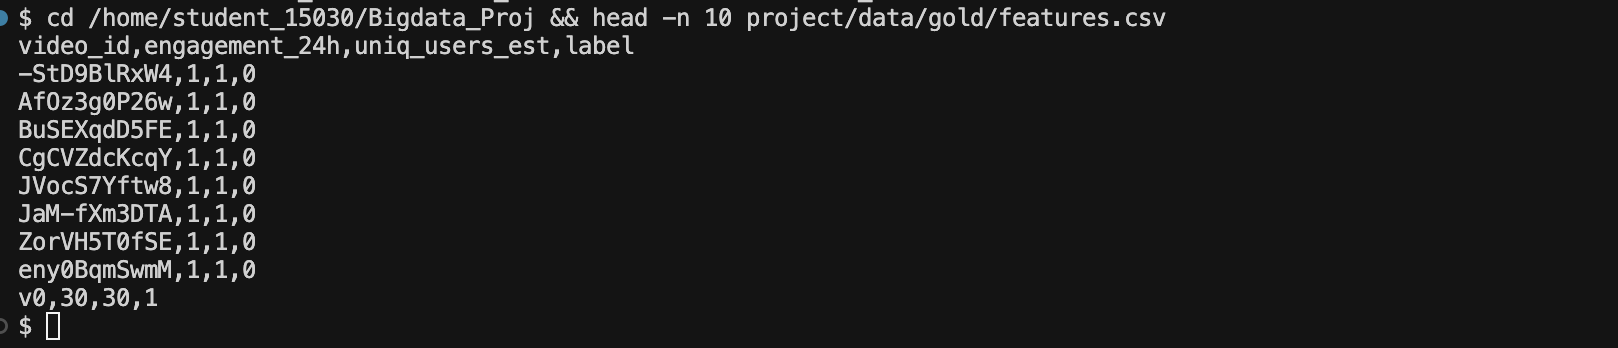 $ cd /home/student_15030/Bigdata_Proj && head -n 10 project/data/gold/features.csv
video_id,engagement_24h,uniq_users_est,label
-StD9BlRxW4,1,1,0
AfOz3g0P26w,1,1,0
BuSEXqdD5FE,1,1,0
CgCVZdcKcqY,1,1,0
JVocS7Yftw8,1,1,0
JaM-fXm3DTA,1,1,0
ZorVH5T0fSE,1,1,0
eny0BqmSwmM,1,1,0
v0,30,30,1
$